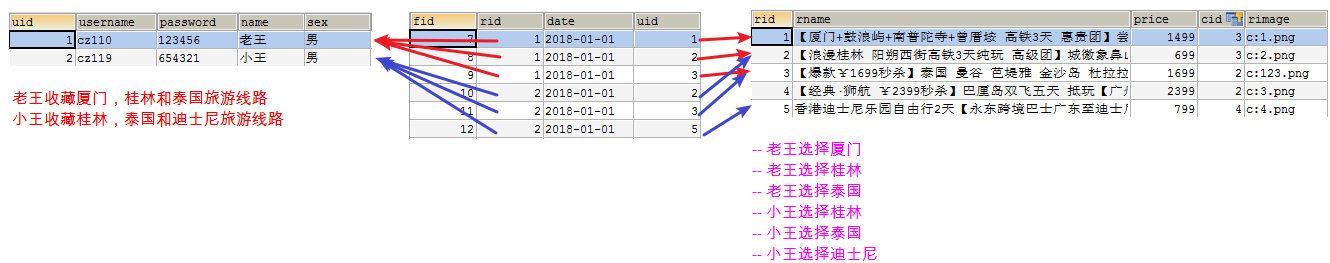 uid username password name sex
1 cz110 123456 老王 男
2 cz119 654321 小王 男
老王收藏厦门，桂林和泰国旅游线路
小王收藏桂林，泰国和迪士尼旅游线路
fid rid date uid
7 1 2018-01-01 1
8 1 2018-01-01 2
9 1 2018-01-01 3
10 2 2018-01-01 2
11 2 2018-01-01 3
12 2 2018-01-01 5
rid rname price cid rimage
1 【厦门+鼓浪屿+南普陀寺+曾厝垵 高铁3天 惠贵团】尝 1499 3 c:1.png
2 【浪漫桂林 阳朔西街高铁3天纯玩 高级团】城徽象鼻山 699 3 c:2.png
3 【爆款￥1699秒杀】泰国 曼谷 芭堤雅 金沙岛 杜拉拉 1699 2 c:123.png
4 【经典·狮航 ￥2399秒杀】巴厘岛双飞五天 抵玩【广州 2399 2 c:3.png
5 香港迪士尼乐园自由行2天【永东跨境巴士广东至迪士尼 799 4 c:4.png
-- 老王选择厦门
-- 老王选择桂林
-- 老王选择泰国
-- 小王选择桂林
-- 小王选择泰国
-- 小王选择迪士尼